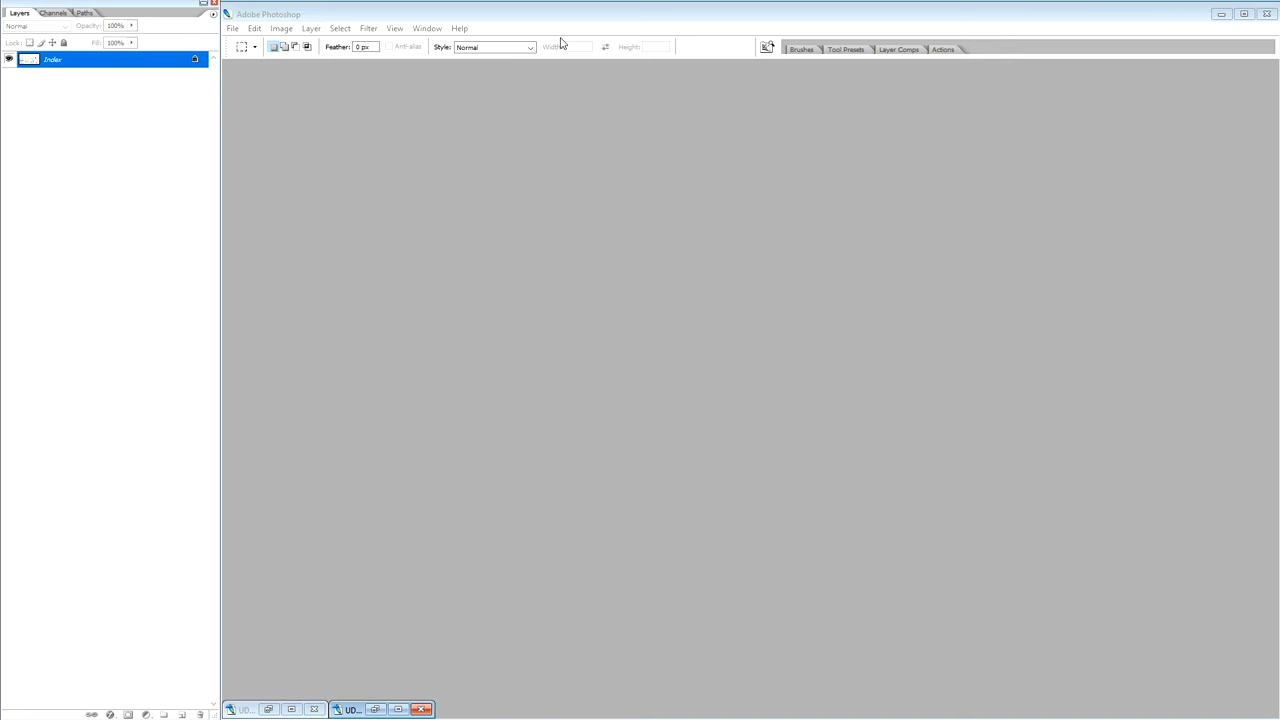 Layers Channels Paths
Adobe Photoshop
File Edit Image Layer Select Filter View Window Help
Normal Opacity: 100%
Feather: 0 px Anti-alias Style: Normal Width: Height: Brushes Tool Presets Layer Comps Actions
Lock: Fill: 100%
Index
UD... UD...